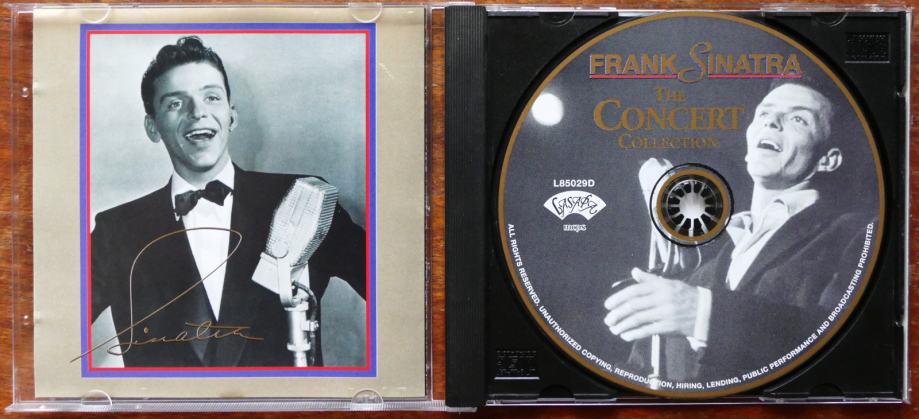 Sinatra
FRANK SINATRA
THE
CONCERT
COLLECTION
L85029D
mcps
ALL RIGHTS RESERVED. UNAUTHORIZED COPYING, REPRODUCTION, HIRING, LENDING, PUBLIC PERFORMANCE AND BROADCASTING PROHIBITED.